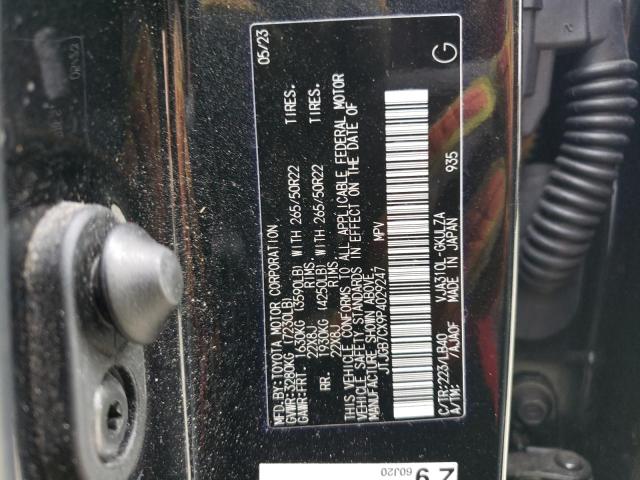 MFD.BY:TOYOTA MOTOR CORPORATION 05/23
GVWR:3280KG (7230LB)
GAWR:FRT. 1630KG (3590LB) WITH 265/50R22 TIRES.
22X8J RIMS.
RR. 1930KG (4250LB) WITH 265/50R22 TIRES.
22X8J RIMS.
THIS VEHICLE CONFORMS TO ALL APPLICABLE FEDERAL MOTOR
VEHICLE SAFETY STANDARDS IN EFFECT ON THE DATE OF
MANUFACTURE SHOWN ABOVE.
JTJGB7CX9P4029247 MPV
C/TR:223/LB40 VJA310L-GKULZA
A/TM: /AJA0F MADE IN JAPAN 935
G
60J20